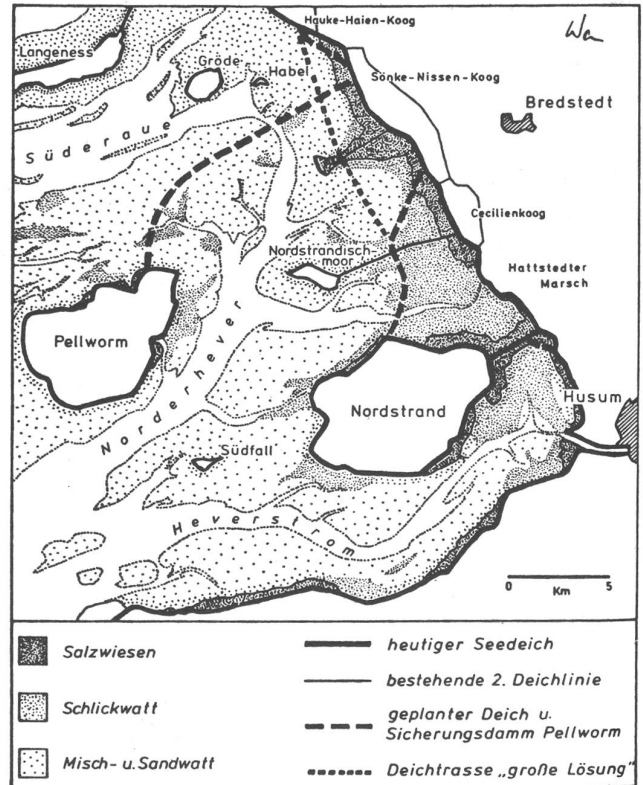 Hauke-Haien-Koog
Langeness
Gröde
Habel
Sönke-Nissen-Koog
Bredstedt
Süderaue
Cecilienkoog
Nordstrandisch
moor
Hattstedter
Marsch
Pellworm
Norderhever
Nordstrand
Husum
Südfall
Heverstrom
0 5
Km
Salzwiesen
Schlickwatt
Misch- u. Sandwatt
heutiger Seedeich
bestehende 2. Deichlinie
geplanter Deich u.
Sicherungsdamm Pellworm
Deichtrasse „große Lösung"